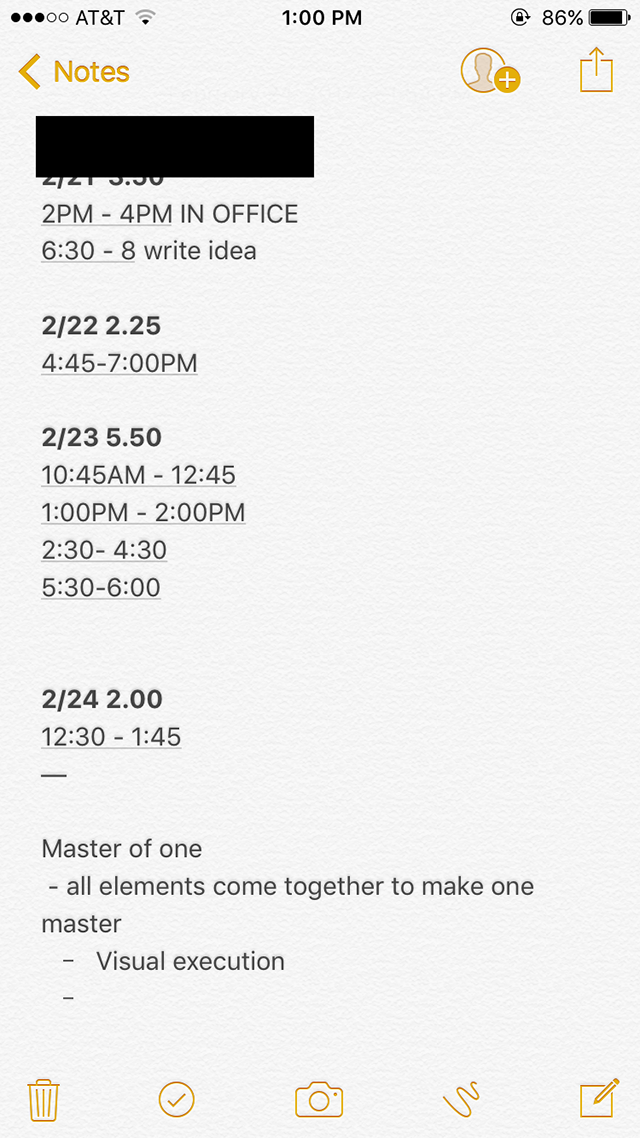 AT&T 1:00 PM 86%
Notes
2/21 3.50
2PM - 4PM IN OFFICE
6:30 - 8 write idea
2/22 2.25
4:45-7:00PM
2/23 5.50
10:45AM - 12:45
1:00PM - 2:00PM
2:30- 4:30
5:30-6:00
2/24 2.00
12:30 - 1:45
—
Master of one
- all elements come together to make one
master
- Visual execution
-